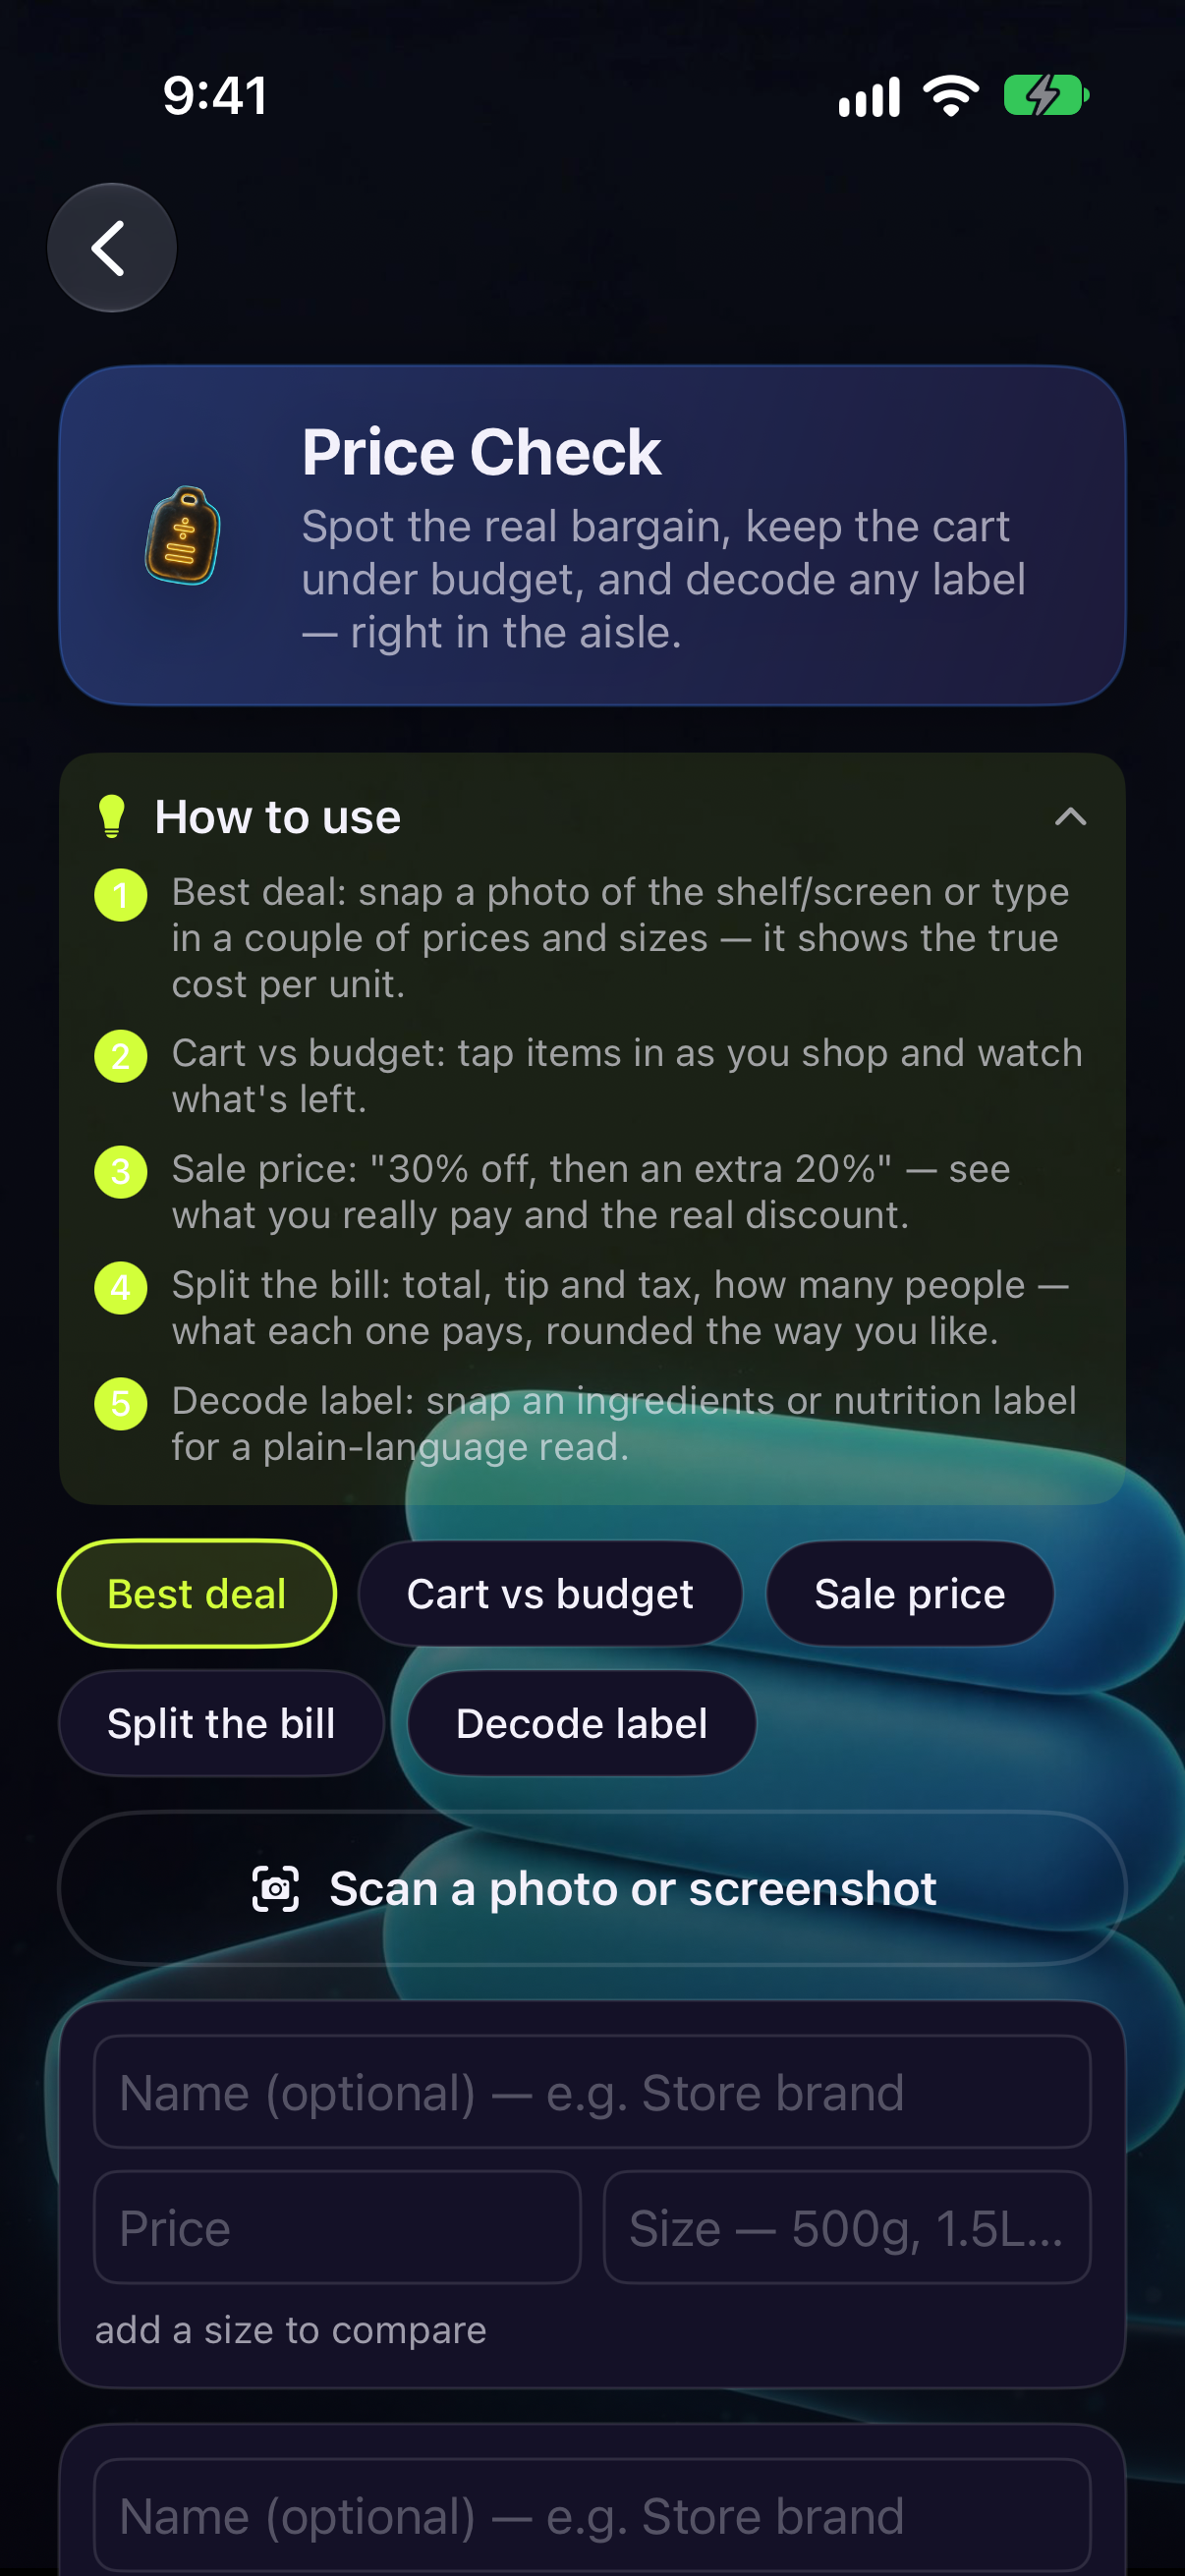 9:41
Price Check
Spot the real bargain, keep the cart
under budget, and decode any label
— right in the aisle.
How to use
1 Best deal: snap a photo of the shelf/screen or type
in a couple of prices and sizes — it shows the true
cost per unit.
2 Cart vs budget: tap items in as you shop and watch
what's left.
3 Sale price: "30% off, then an extra 20%" — see
what you really pay and the real discount.
4 Split the bill: total, tip and tax, how many people —
what each one pays, rounded the way you like.
5 Decode label: snap an ingredients or nutrition label
for a plain-language read.
Best deal Cart vs budget Sale price
Split the bill Decode label
Scan a photo or screenshot
Name (optional) — e.g. Store brand
Price Size — 500g, 1.5L...
add a size to compare
Name (optional) — e.g. Store brand